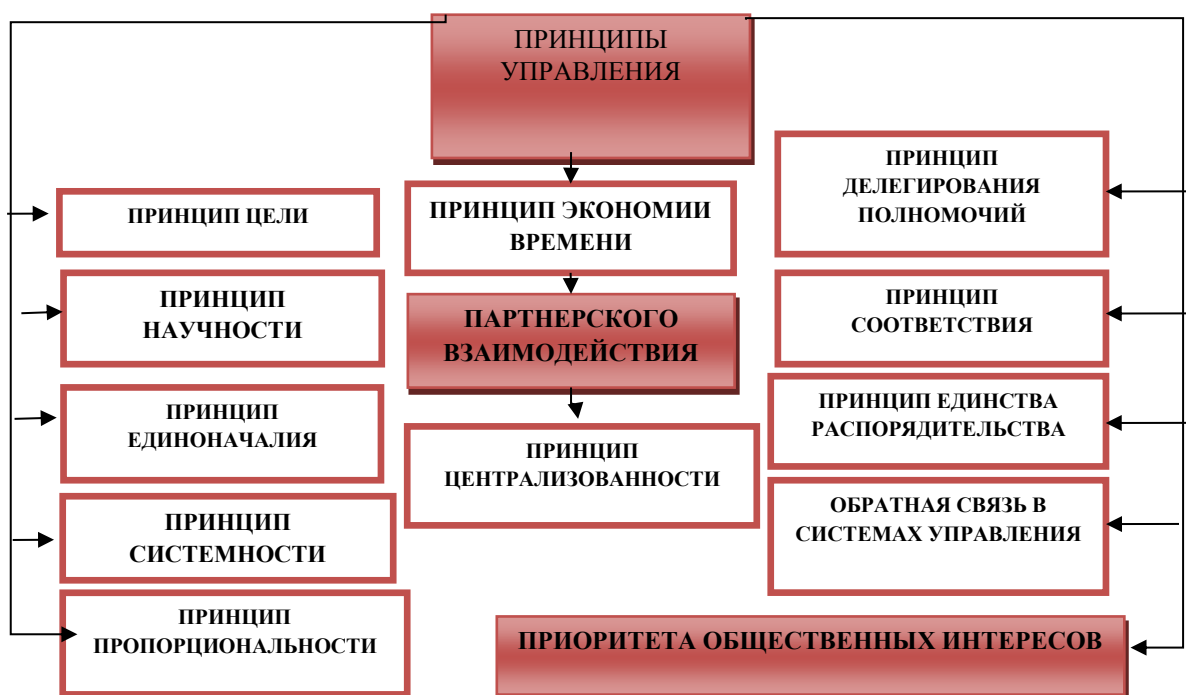 ПРИНЦИПЫ
УПРАВЛЕНИЯ
ПРИНЦИП ЦЕЛИ
ПРИНЦИП
НАУЧНОСТИ
ПРИНЦИП
ЕДИНОНАЧАЛИЯ
ПРИНЦИП
СИСТЕМНОСТИ
ПРИНЦИП
ПРОПОРЦИОНАЛЬНОСТИ
ПРИНЦИП ЭКОНОМИИ
ВРЕМЕНИ
ПАРТНЕРСКОГО
ВЗАИМОДЕЙСТВИЯ
ПРИНЦИП
ЦЕНТРАЛИЗОВАННОСТИ
ПРИНЦИП
ДЕЛЕГИРОВАНИЯ
ПОЛНОМОЧИЙ
ПРИНЦИП
СООТВЕТСТВИЯ
ПРИНЦИП ЕДИНСТВА
РАСПОРЯДИТЕЛЬСТВА
ОБРАТНАЯ СВЯЗЬ В
СИСТЕМАХ УПРАВЛЕНИЯ
ПРИОРИТЕТА ОБЩЕСТВЕННЫХ ИНТЕРЕСОВ